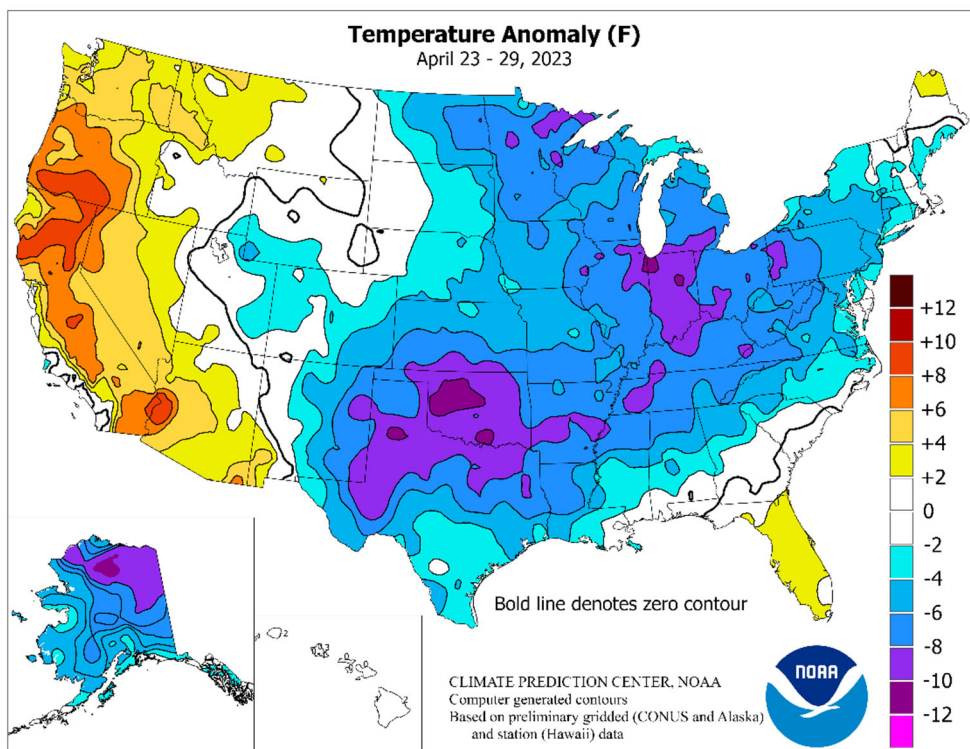 Temperature Anomaly (F)
April 23 - 29, 2023
+12
+10
+8
+6
+4
+2
0
-2
-4
-6
-8
-10
-12
Bold line denotes zero contour
2
CLIMATE PREDICTION CENTER, NOAA
Computer generated contours
Based on preliminary gridded (CONUS and Alaska)
and station (Hawaii) data
NOAA